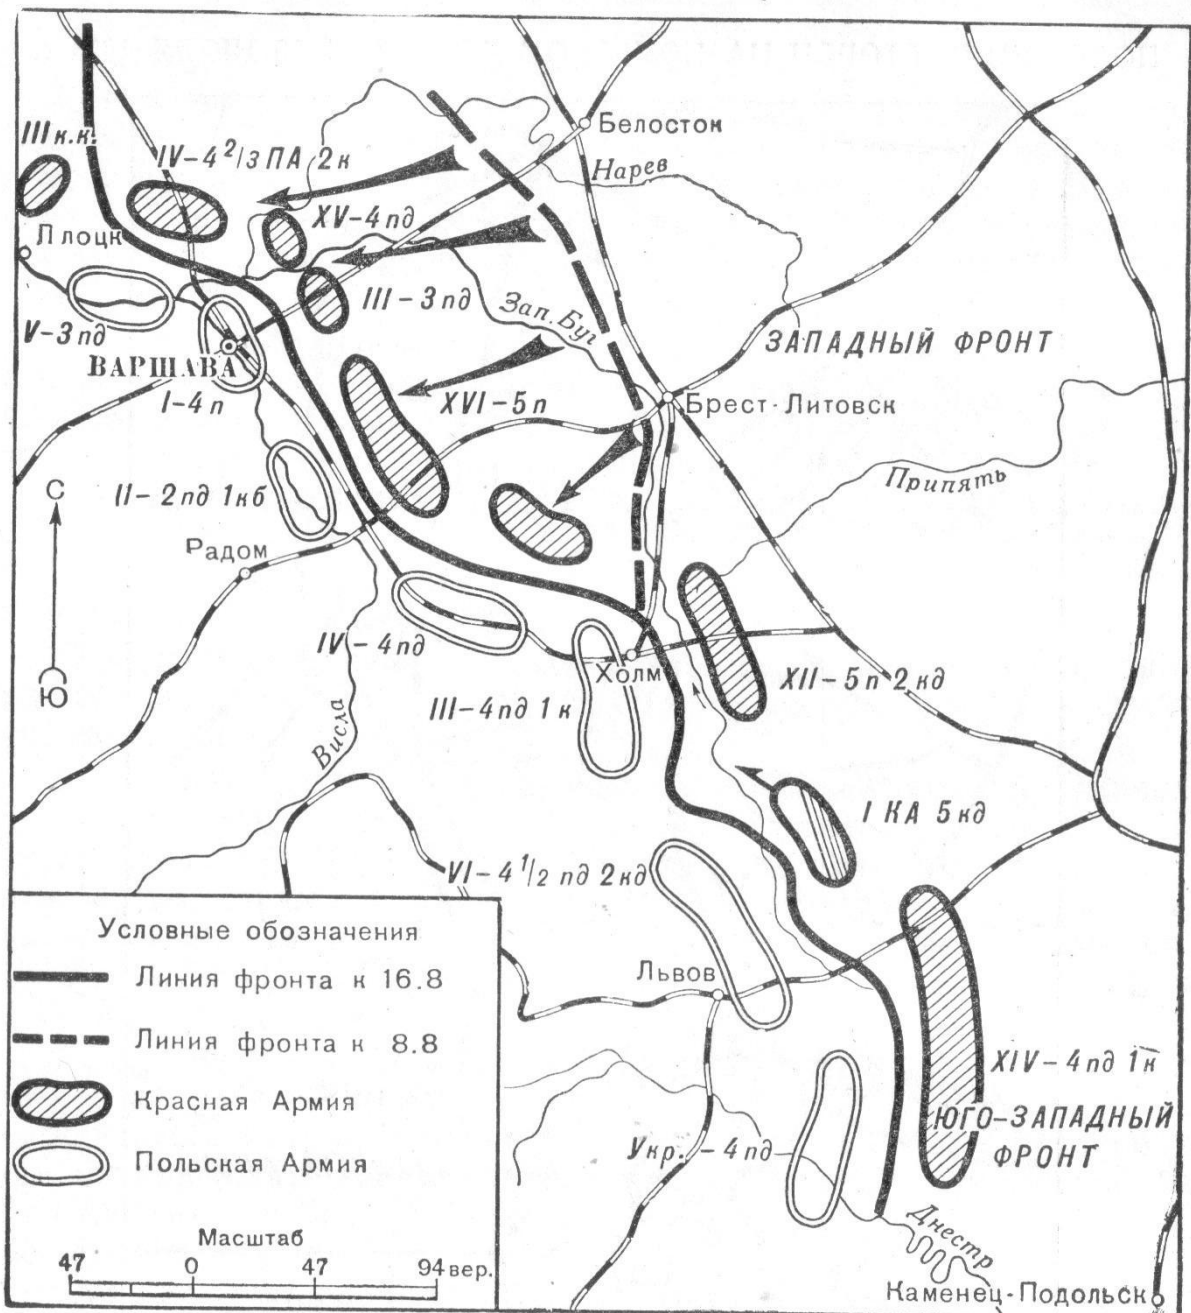 Белосток
III к.к.
IV-4 2/3 ПА 2к
Нарев
XV-4 пд
Плоцк
III-3 пд
Зап. Буг
V-3 пд
ЗАПАДНЫЙ ФРОНТ
ВАРШАВА
I-4 п
XVI-5 п
Брест-Литовск
II-2 пд 1 кб
Припять
С
Радом
IV-4 пд
Холм
XII-5 п 2 кд
Ю
III-4 пд 1 к
Висла
I КА 5 кд
VI-4 1/2 пд 2 кд
Львов
XIV-4 пд 1 к
ЮГО-ЗАПАДНЫЙ
ФРОНТ
Укр.-4 пд
Днестр
Каменец-Подольск
Условные обозначения
Линия фронта к 16.8
Линия фронта к 8.8
Красная Армия
Польская Армия
Масштаб
47 0 47 94 вер.